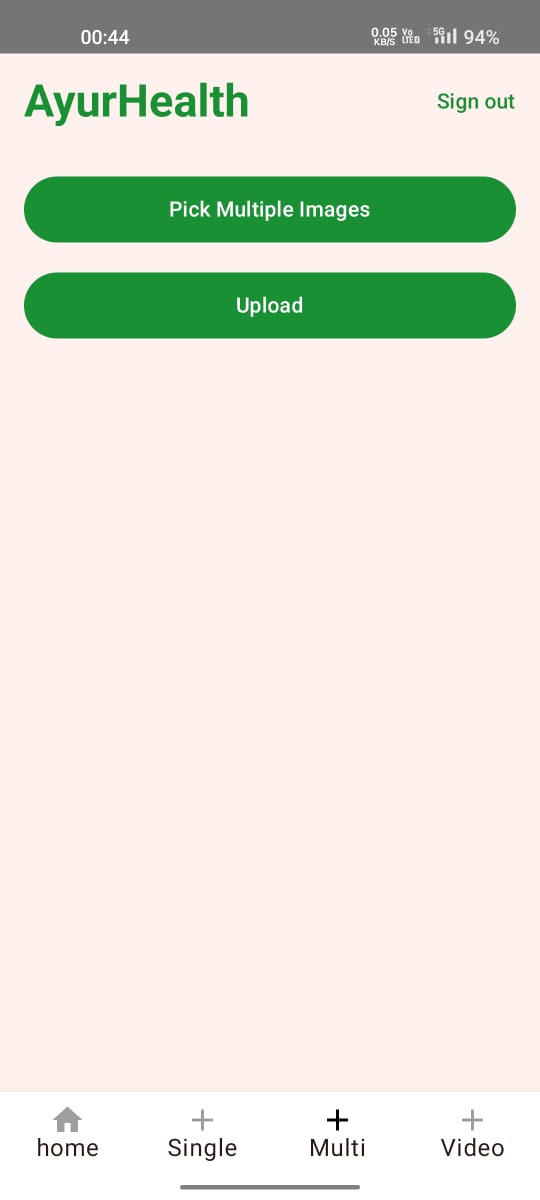 00:44 0.05 KB/S Vo LTED 5G 94%
AyurHealth Sign out
Pick Multiple Images
Upload
home Single Multi Video